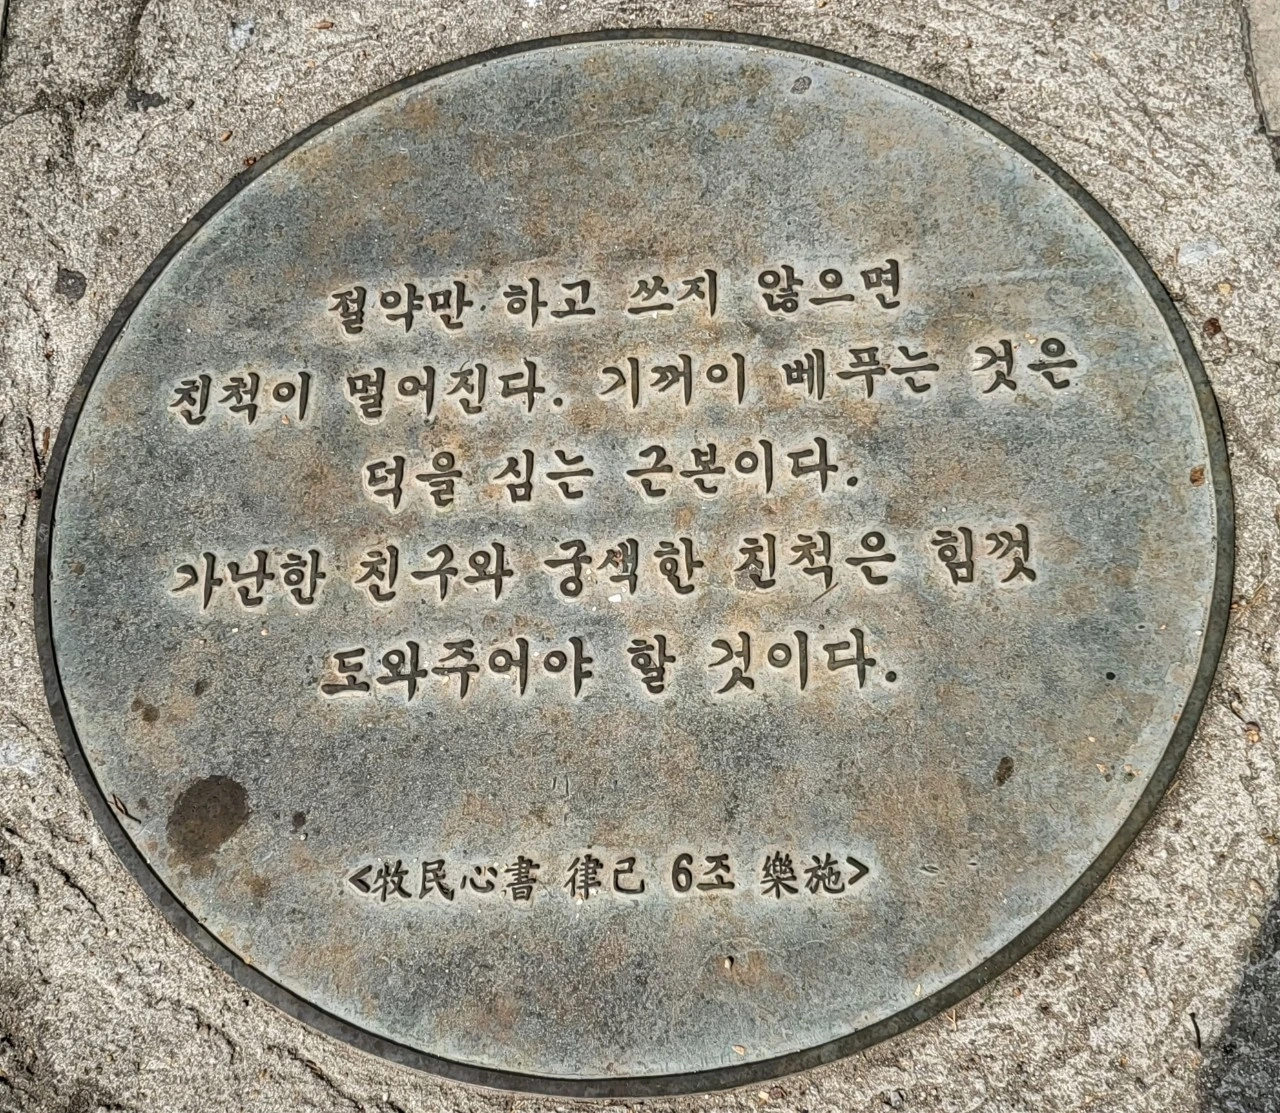 절약만 하고 쓰지 않으면
친척이 멀어진다. 기꺼이 베푸는 것은
덕을 심는 근본이다.
가난한 친구와 궁색한 친척은 힘껏
도와주어야 할 것이다.
<牧民心書 律己 6조 樂施>